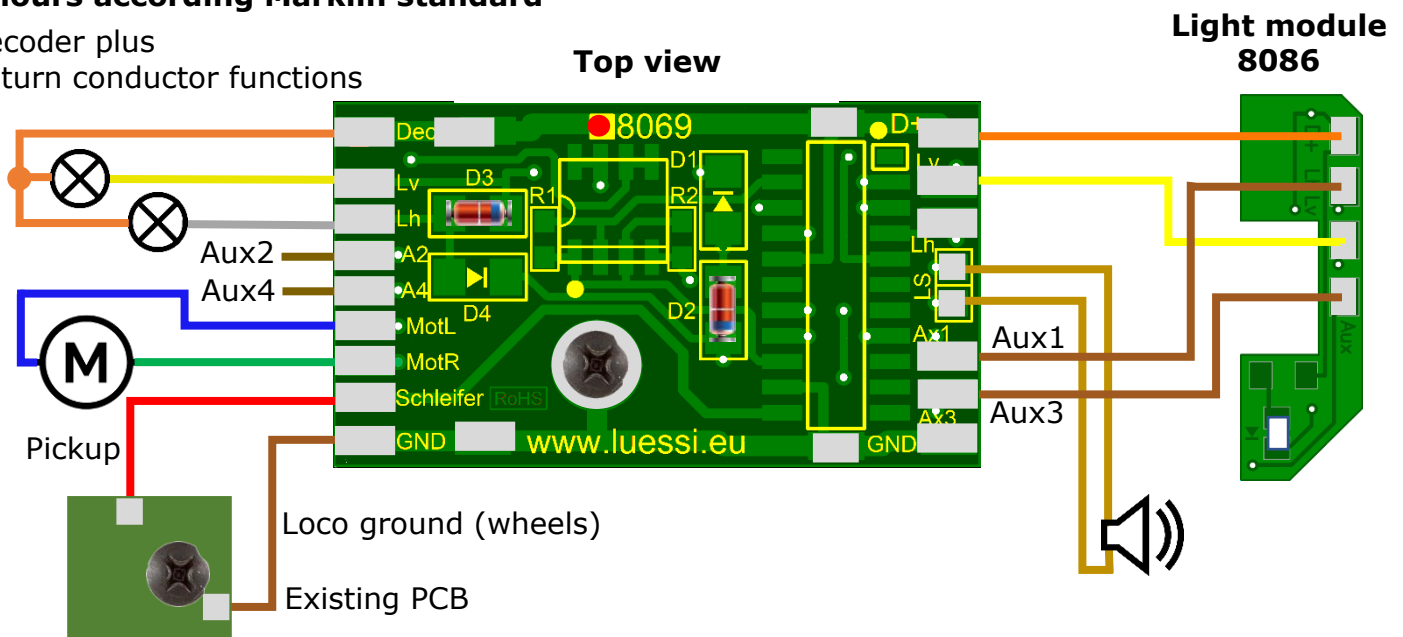 lours according Märklin standard
ecoder plus
turn conductor functions
Top view
Light module
8086
Dec
8069
D+
D1
Lv
Lv
D3
R1
R2
Lh
Lh
Aux2
A2
Aux4
A4
LS
D4
D2
MotL
Ax1
Aux1
M
MotR
Schleifer
RoHS
Ax3
Aux3
Pickup
GND
www.luessi.eu
GND
Loco ground (wheels)
Existing PCB
D+
Lv
Aux